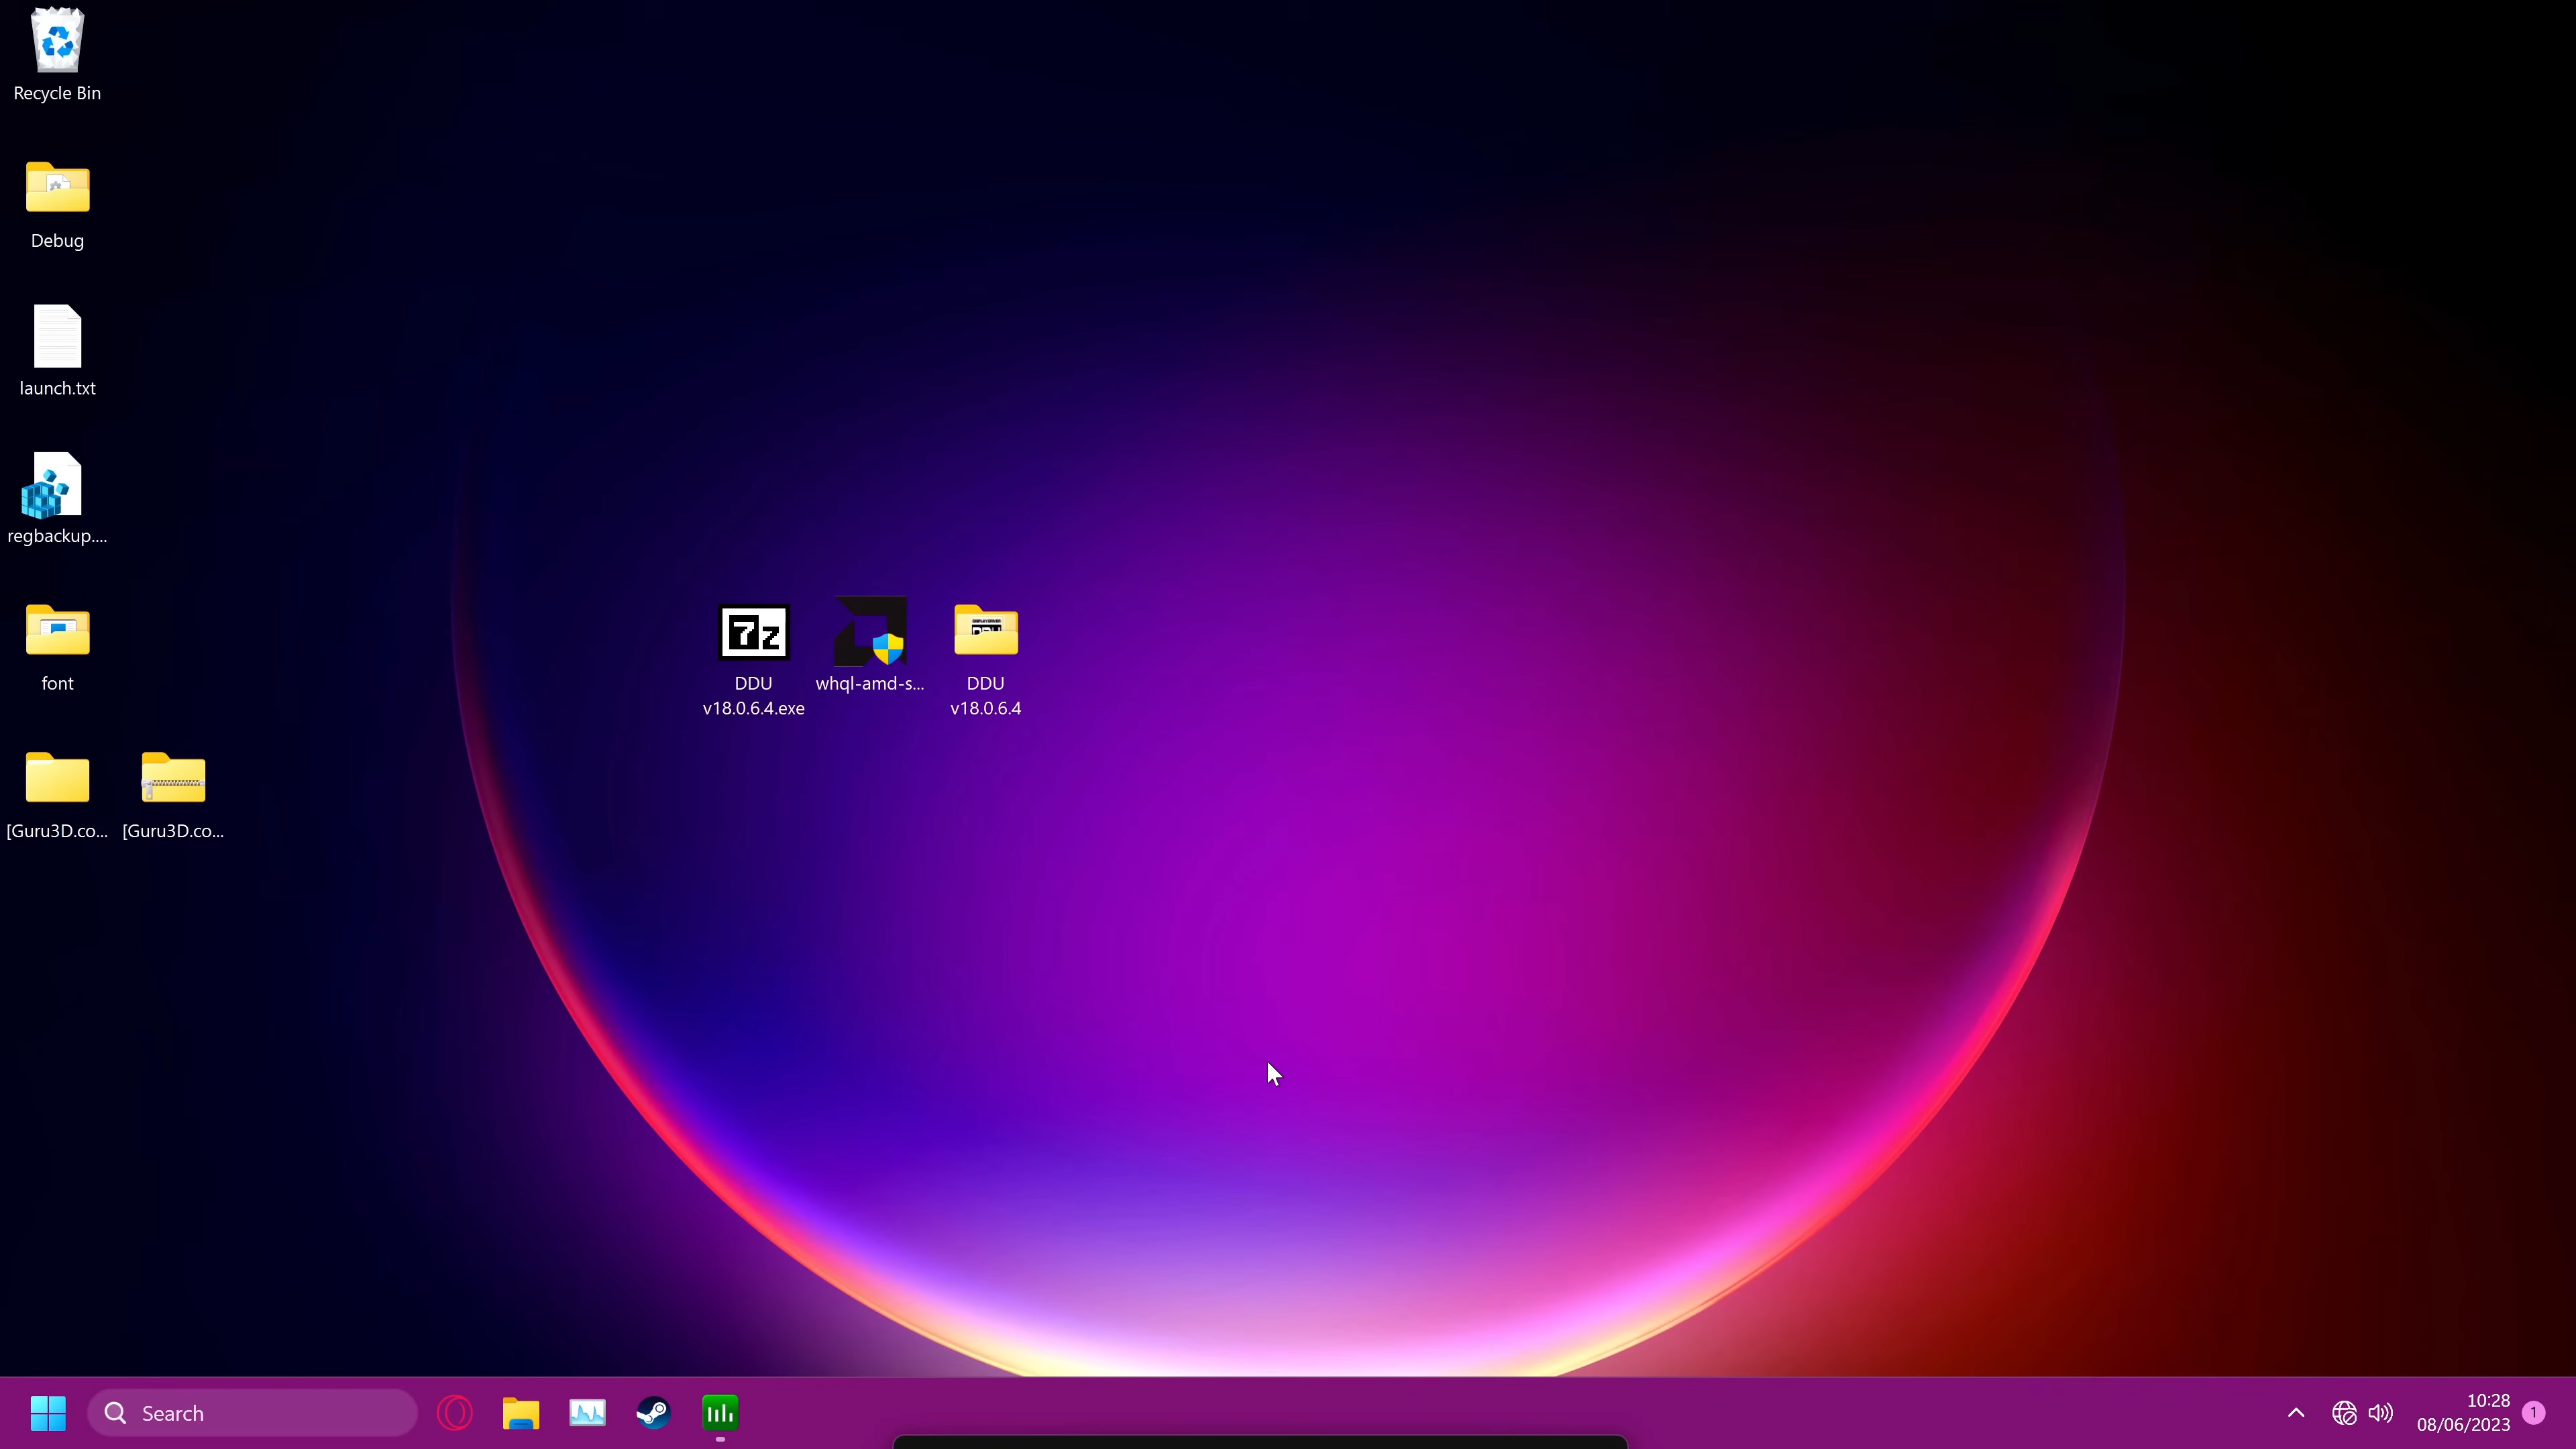 Recycle Bin
Debug
launch.txt
regbackup....
font
[Guru3D.co...
[Guru3D.co...
7z
DDU
v18.0.6.4.exe
whql-amd-s...
DDU
v18.0.6.4
Search
10:28
08/06/2023
1